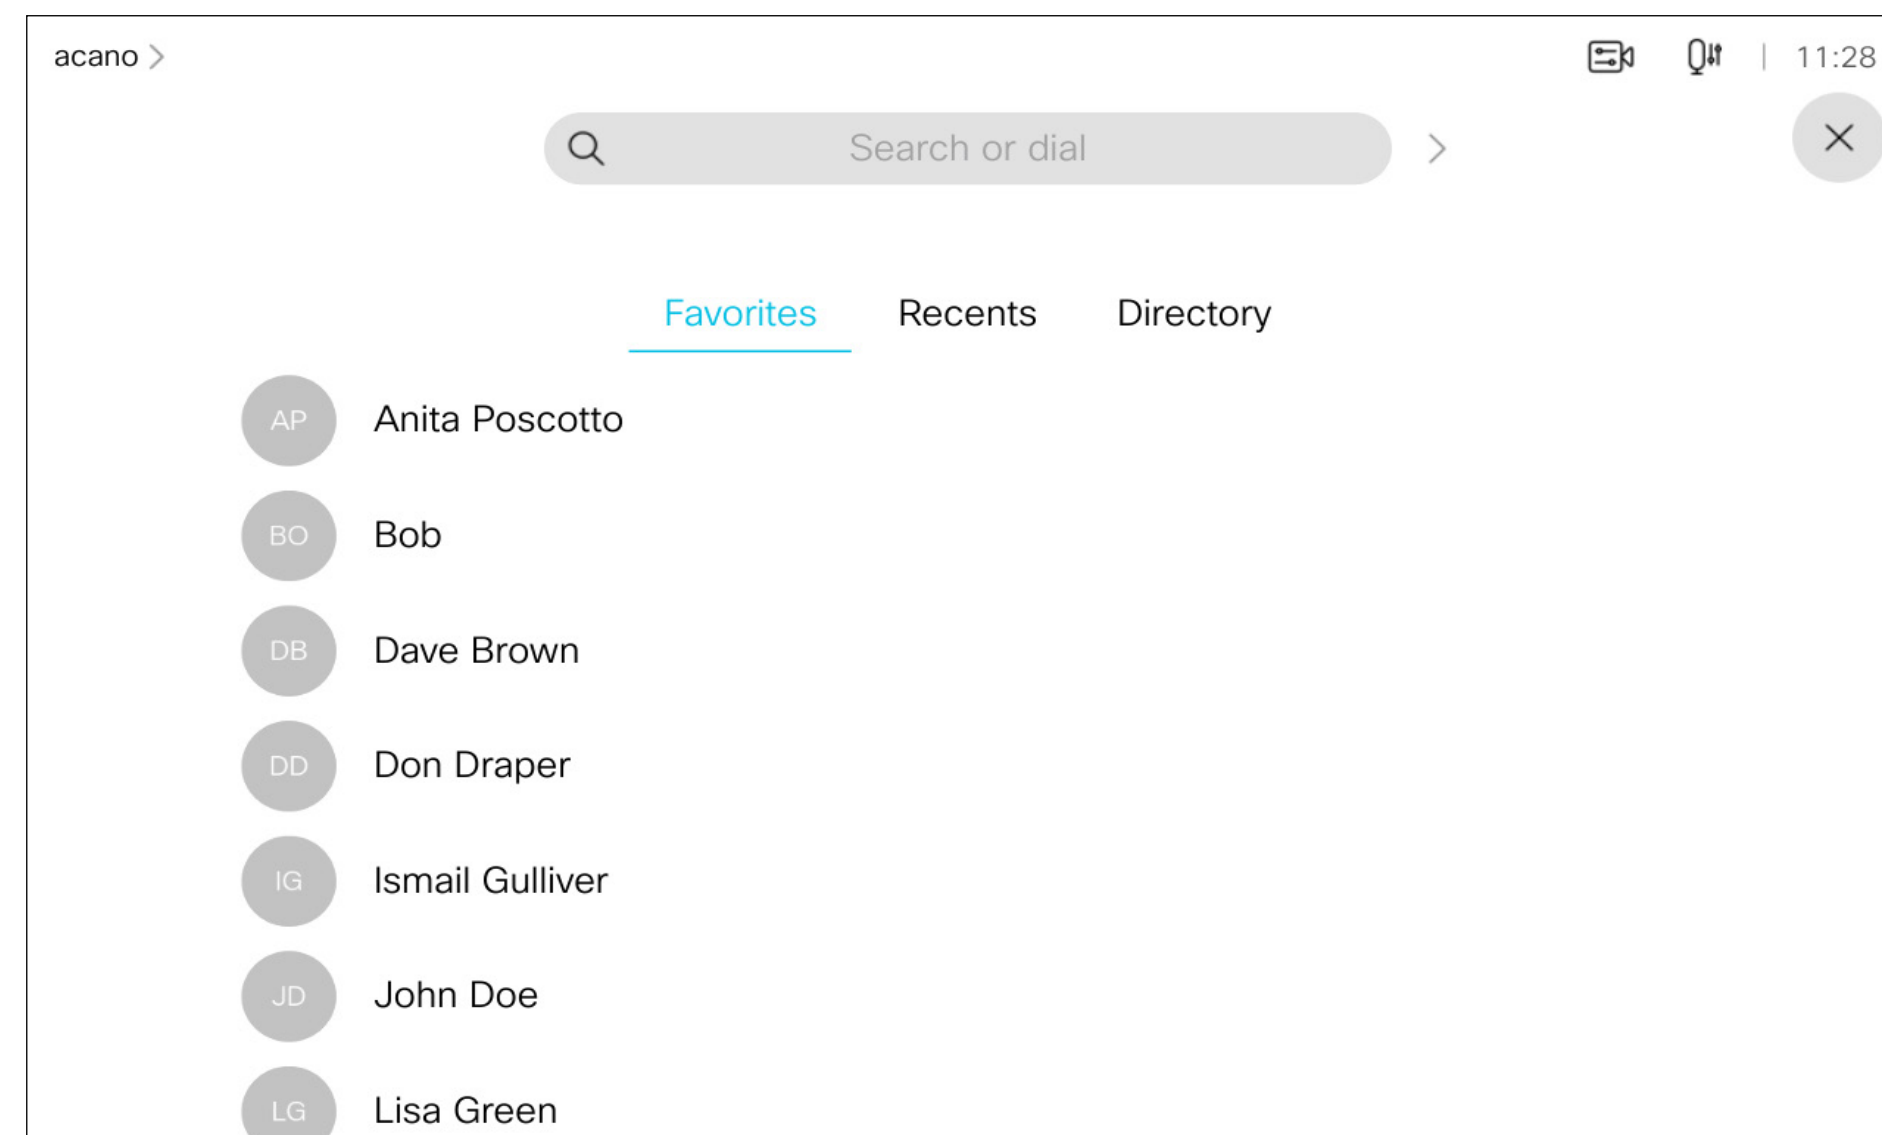 acano
11:28
Search or dial
Favorites Recents Directory
AP Anita Poscotto
BO Bob
DB Dave Brown
DD Don Draper
IG Ismail Gulliver
JD John Doe
LG Lisa Green